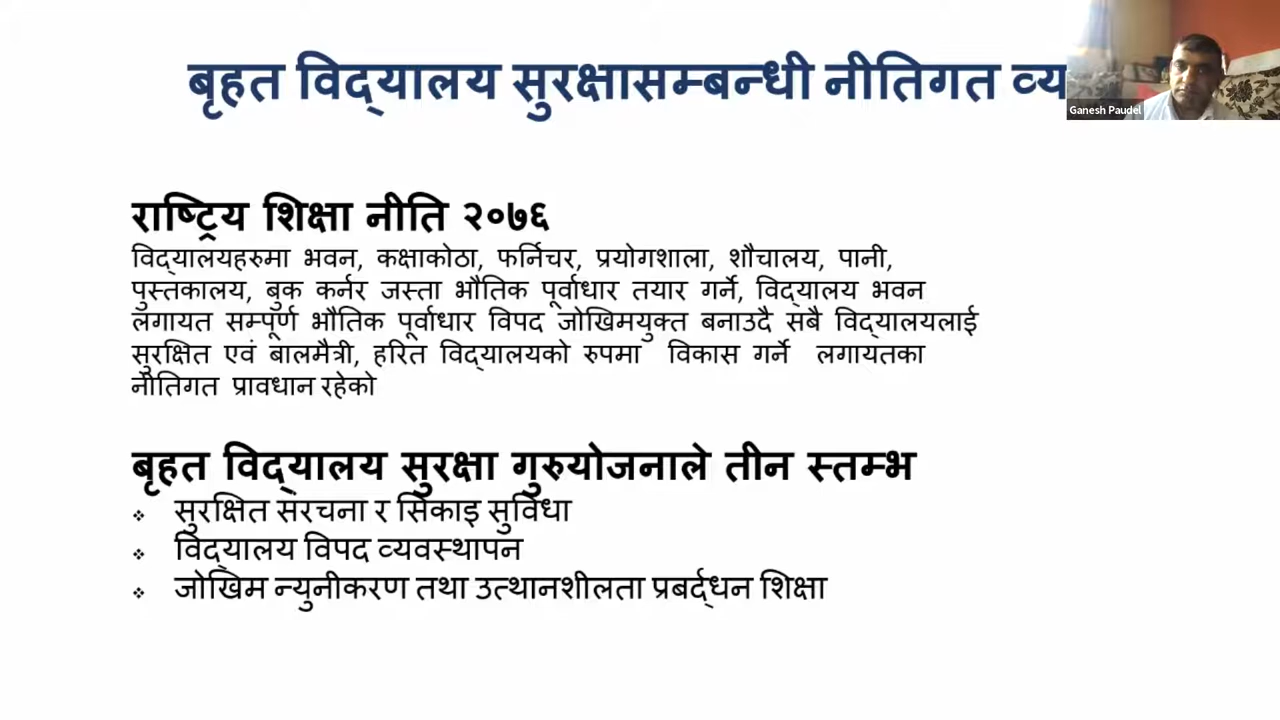 बृहत विद्यालय सुरक्षासम्बन्धी नीतिगत व्य
Ganesh Paudel
राष्ट्रिय शिक्षा नीति २०७६
विद्यालयहरुमा भवन, कक्षाकोठा, फर्निचर, प्रयोगशाला, शौचालय, पानी,
पुस्तकालय, बुक कर्नर जस्ता भौतिक पूर्वाधार तयार गर्ने, विद्यालय भवन
लगायत सम्पूर्ण भौतिक पूर्वाधार विपद जोखिमयुक्त बनाउदै सबै विद्यालयलाई
सुरक्षित एवं बालमैत्री, हरित विद्यालयको रुपमा विकास गर्ने लगायतका
नीतिगत प्रावधान रहेको
बृहत विद्यालय सुरक्षा गुरुयोजनाले तीन स्तम्भ
❖ सुरक्षित संरचना र सिकाइ सुविधा
❖ विद्यालय विपद व्यवस्थापन
❖ जोखिम न्युनीकरण तथा उत्थानशीलता प्रबर्द्धन शिक्षा